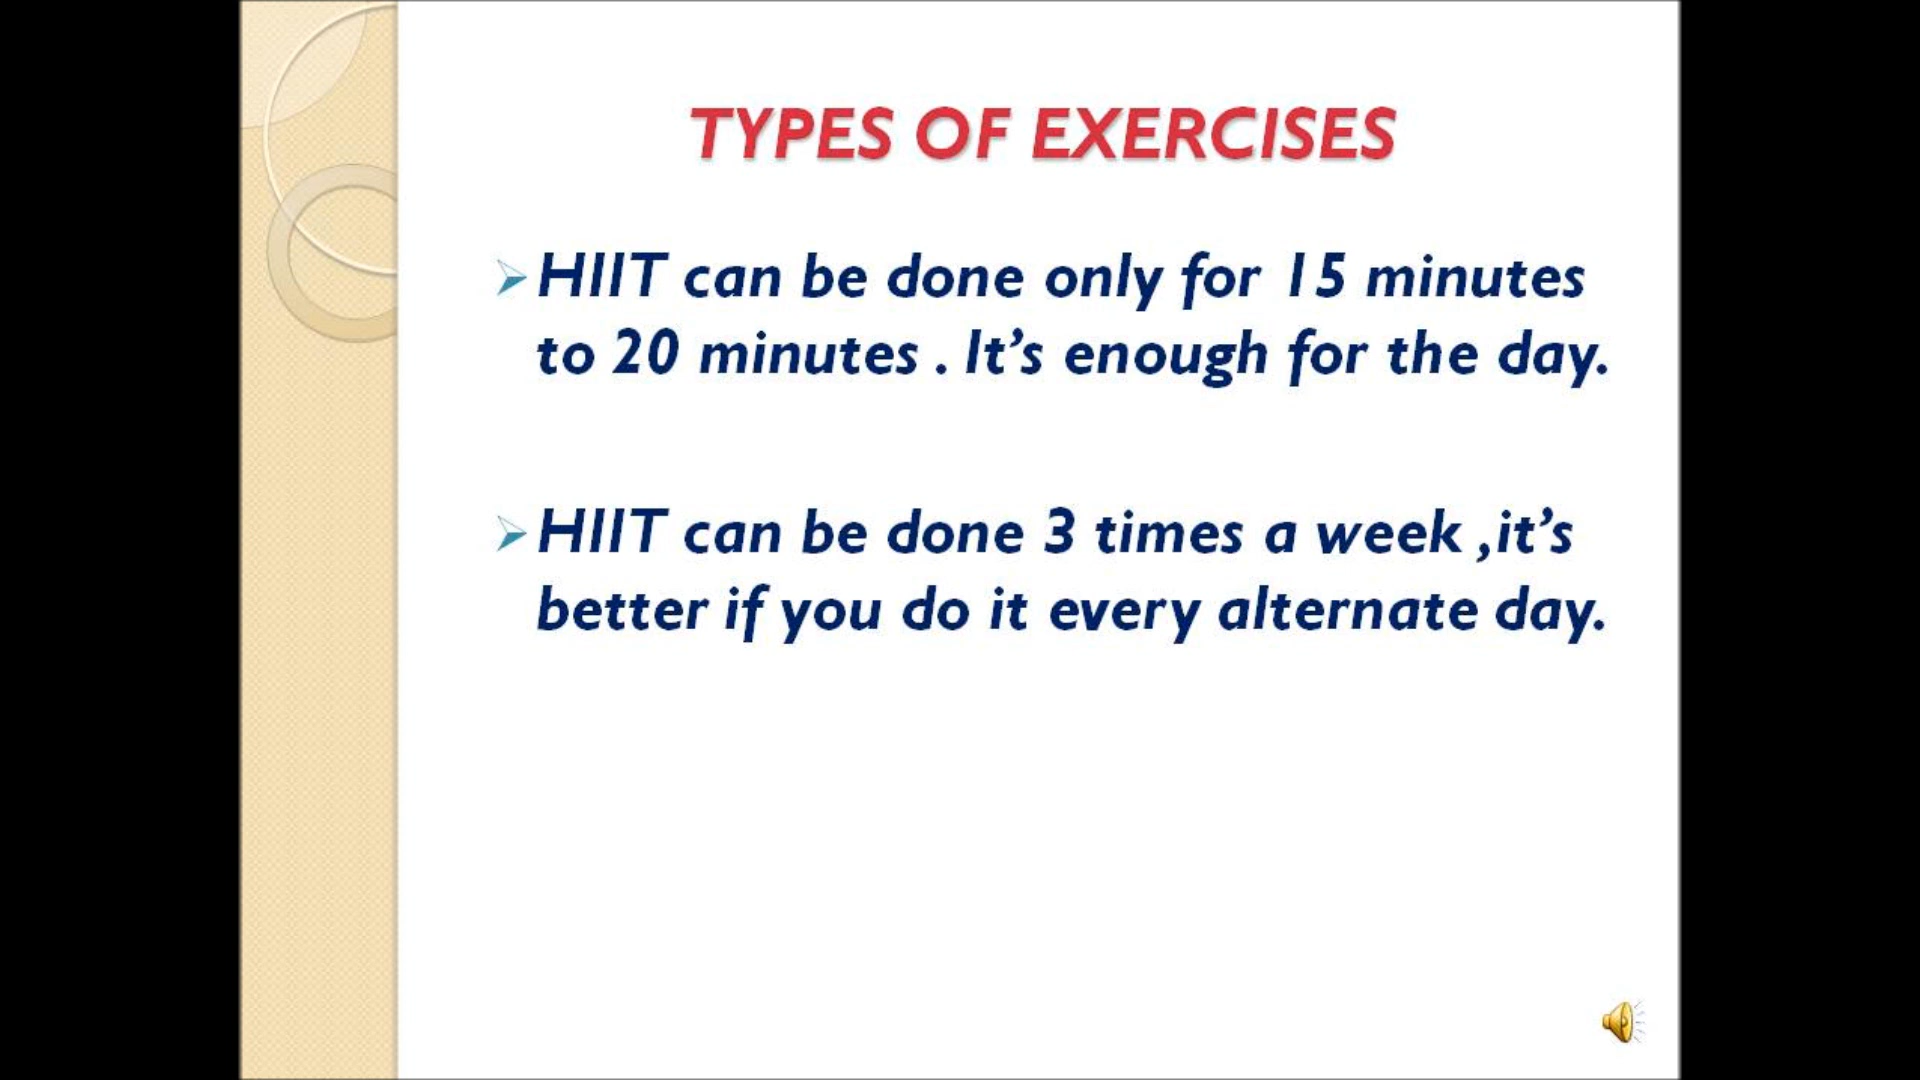 TYPES OF EXERCISES
HIIT can be done only for 15 minutes
to 20 minutes . It’s enough for the day.
HIIT can be done 3 times a week ,it’s
better if you do it every alternate day.